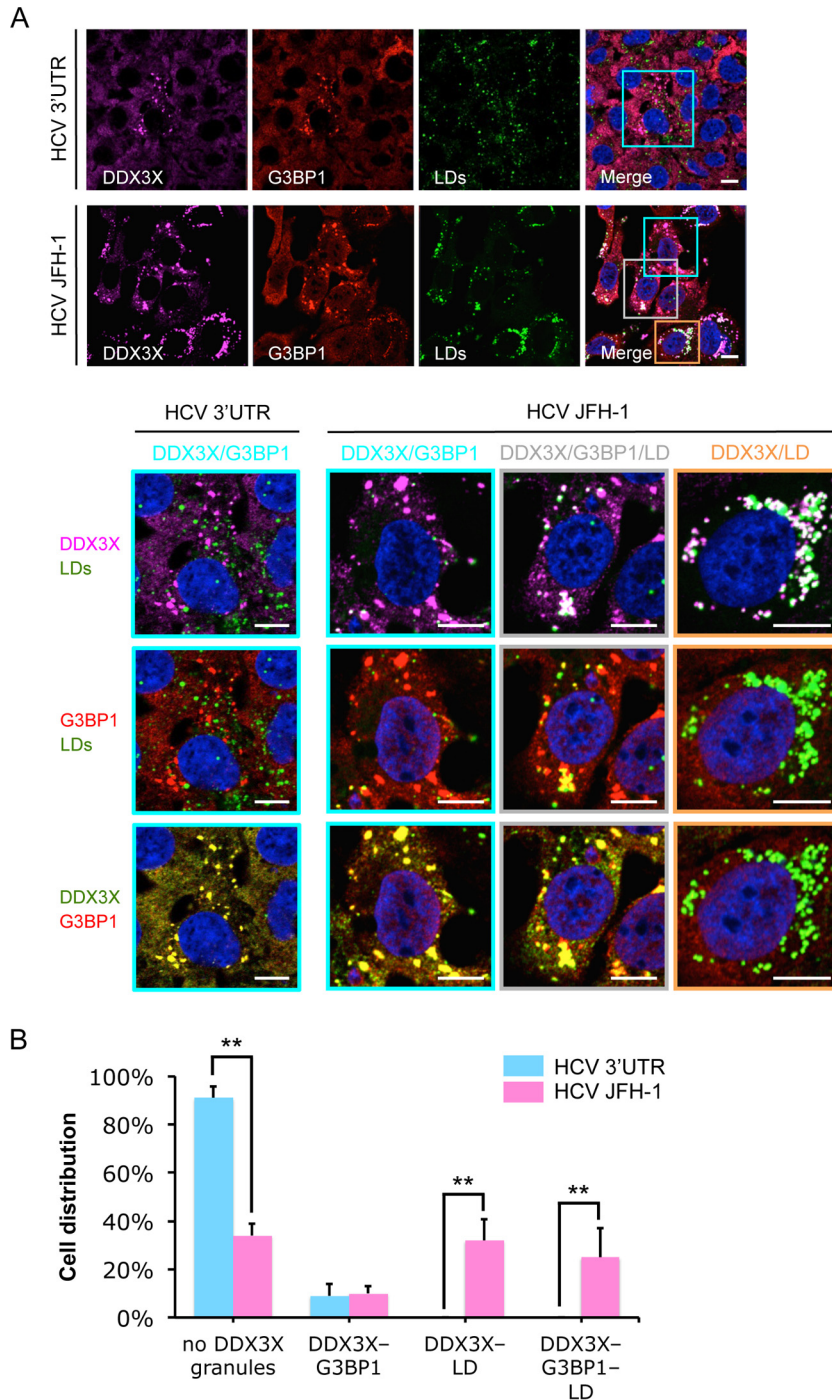 A
HCV 3'UTR
DDX3X
G3BP1
LDs
Merge
HCV JFH-1
DDX3X
G3BP1
LDs
Merge
HCV 3'UTR
HCV JFH-1
DDX3X/G3BP1
DDX3X/G3BP1
DDX3X/G3BP1/LD
DDX3X/LD
DDX3X
LDs
G3BP1
LDs
DDX3X
G3BP1
B
**
HCV 3'UTR
HCV JFH-1
100%
80%
60%
40%
20%
0%
Cell distribution
**
**
no DDX3X
granules
DDX3X–
G3BP1
DDX3X–
LD
DDX3X–
G3BP1–
LD